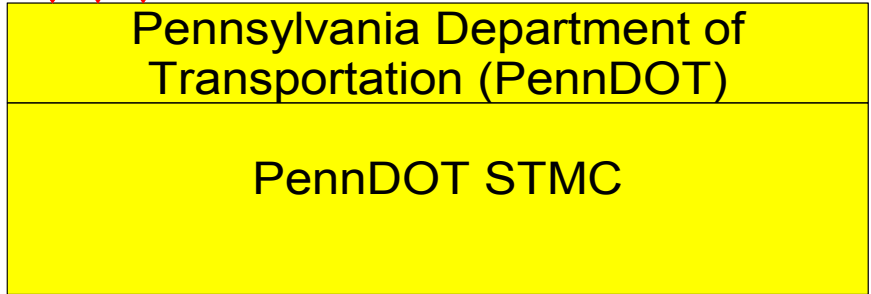 Pennsylvania Department of
Transportation (PennDOT)
PennDOT STMC